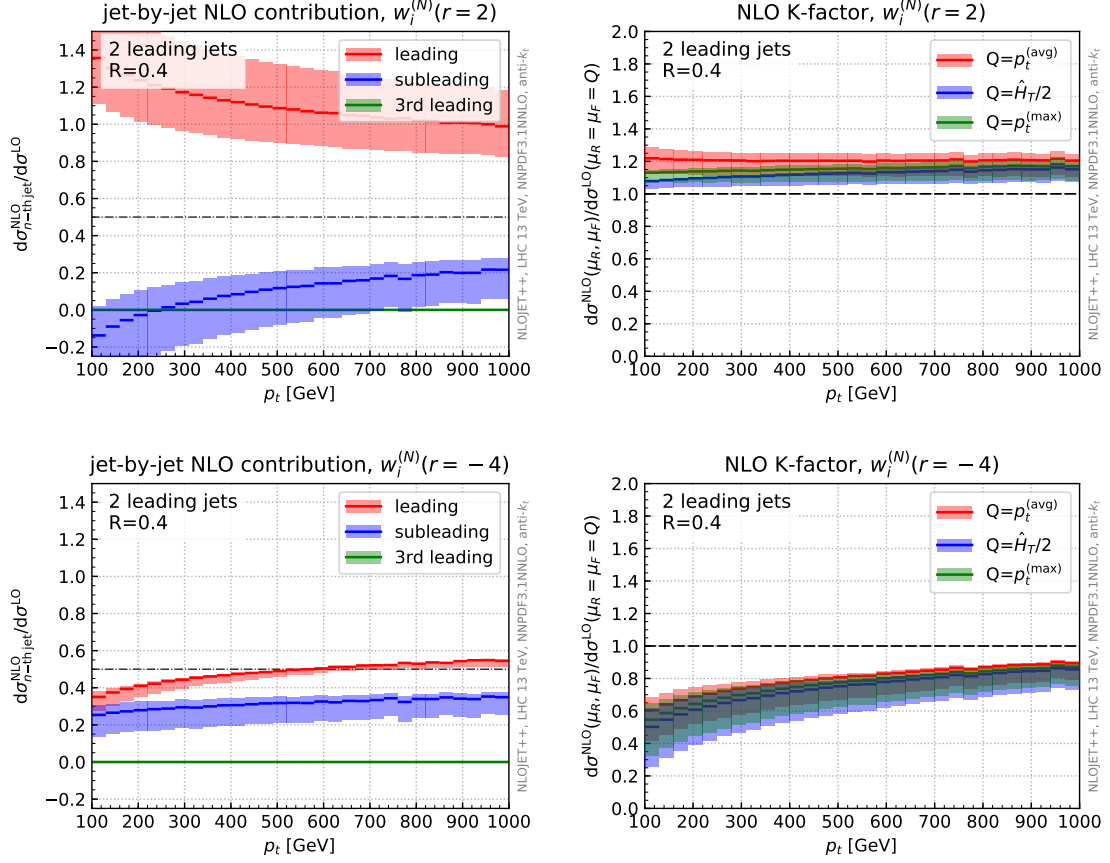 jet-by-jet NLO contribution, w_i^(N)(r = 2)
2 leading jets
R=0.4
leading
subleading
3rd leading
1.4
1.2
1.0
0.8
0.6
0.4
0.2
0.0
−0.2
dσ^NLO_n−th jet/dσ^LO
100 200 300 400 500 600 700 800 900 1000
p_t [GeV]
NLOJET++, LHC 13 TeV, NNPDF3.1NNLO, anti-k_t
NLO K-factor, w_i^(N)(r = 2)
2 leading jets
R=0.4
Q=p_t^(avg)
Q=Ĥ_T/2
Q=p_t^(max)
2.0
1.8
1.6
1.4
1.2
1.0
0.8
0.6
0.4
0.2
0.0
dσ^NLO(μ_R, μ_F)/dσ^LO(μ_R = μ_F = Q)
100 200 300 400 500 600 700 800 900 1000
p_t [GeV]
NLOJET++, LHC 13 TeV, NNPDF3.1NNLO, anti-k_t
jet-by-jet NLO contribution, w_i^(N)(r = −4)
2 leading jets
R=0.4
leading
subleading
3rd leading
1.4
1.2
1.0
0.8
0.6
0.4
0.2
0.0
−0.2
dσ^NLO_n−th jet/dσ^LO
100 200 300 400 500 600 700 800 900 1000
p_t [GeV]
NLOJET++, LHC 13 TeV, NNPDF3.1NNLO, anti-k_t
NLO K-factor, w_i^(N)(r = −4)
2 leading jets
R=0.4
Q=p_t^(avg)
Q=Ĥ_T/2
Q=p_t^(max)
2.0
1.8
1.6
1.4
1.2
1.0
0.8
0.6
0.4
0.2
0.0
dσ^NLO(μ_R, μ_F)/dσ^LO(μ_R = μ_F = Q)
100 200 300 400 500 600 700 800 900 1000
p_t [GeV]
NLOJET++, LHC 13 TeV, NNPDF3.1NNLO, anti-k_t